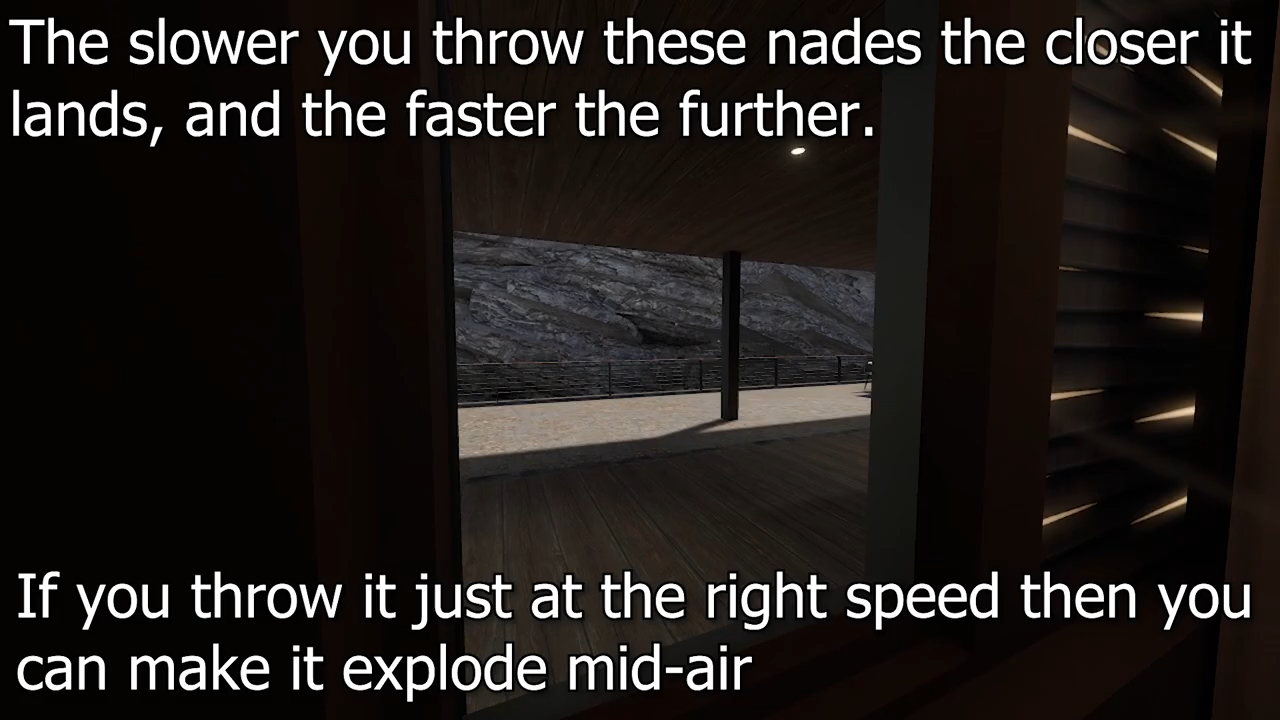 The slower you throw these nades the closer it
lands, and the faster the further.
If you throw it just at the right speed then you
can make it explode mid-air